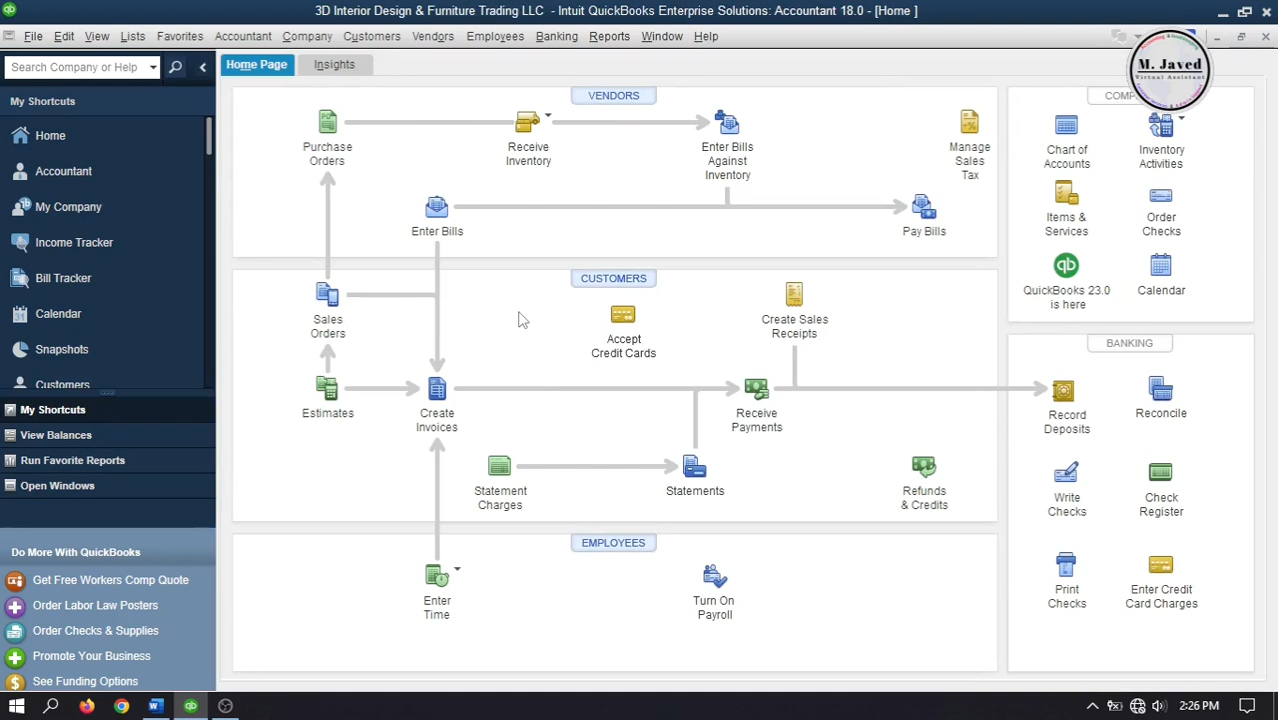 3D Interior Design & Furniture Trading LLC - Intuit QuickBooks Enterprise Solutions: Accountant 18.0 - [Home ]
File Edit View Lists Favorites Accountant Company Customers Vendors Employees Banking Reports Window Help
Search Company or Help
Home Page
Insights
M. Javed
Virtual Assistant
My Shortcuts
Home
Accountant
My Company
Income Tracker
Bill Tracker
Calendar
Snapshots
Customers
My Shortcuts
View Balances
Run Favorite Reports
Open Windows
Do More With QuickBooks
Get Free Workers Comp Quote
Order Labor Law Posters
Order Checks & Supplies
Promote Your Business
See Funding Options
VENDORS
Purchase
Orders
Receive
Inventory
Enter Bills
Against
Inventory
Manage
Sales
Tax
Enter Bills
Pay Bills
CUSTOMERS
Sales
Orders
Accept
Credit Cards
Create Sales
Receipts
Estimates
Create
Invoices
Receive
Payments
Statement
Charges
Statements
Refunds
& Credits
EMPLOYEES
Enter
Time
Turn On
Payroll
Chart of
Accounts
Inventory
Activities
Items &
Services
Order
Checks
qb
QuickBooks 23.0
is here
Calendar
BANKING
Record
Deposits
Reconcile
Write
Checks
Check
Register
Print
Checks
Enter Credit
Card Charges
2:26 PM